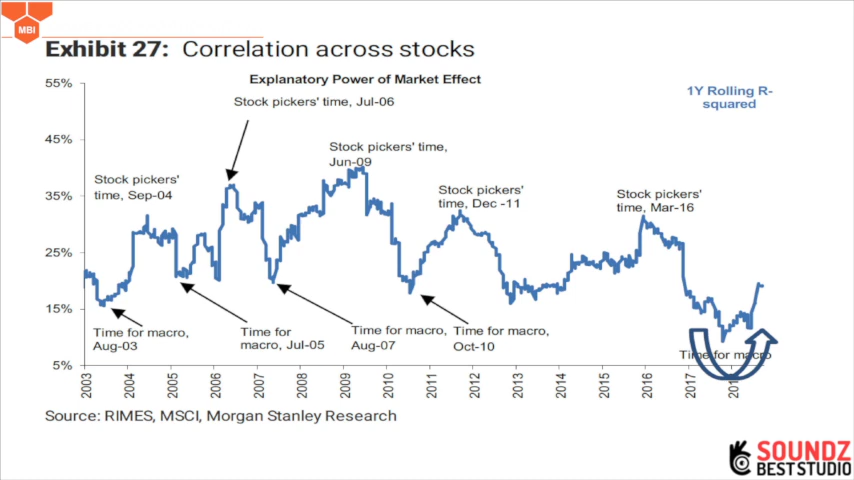 MBI
Exhibit 27: Correlation across stocks
Explanatory Power of Market Effect
1Y Rolling R-
squared
55%
45%
35%
25%
15%
5%
Stock pickers' time, Jul-06
Stock pickers' time,
Jun-09
Stock pickers'
time, Sep-04
Stock pickers'
time, Dec -11
Stock pickers'
time, Mar-16
Time for macro,
Aug-03
Time for
macro, Jul-05
Time for macro,
Aug-07
Time for macro,
Oct-10
Time for macro
2003
2004
2005
2006
2007
2008
2009
2010
2011
2012
2013
2014
2015
2016
2017
2018
Source: RIMES, MSCI, Morgan Stanley Research
SOUNDZ
BEST STUDIO